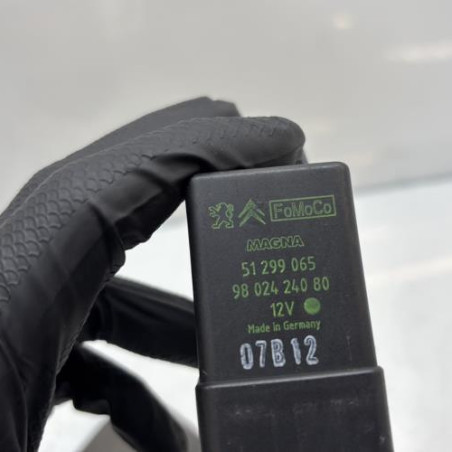 FoMoCo
MAGNA
51 299 065
98 024 240 80
12V
Made in Germany
07B12